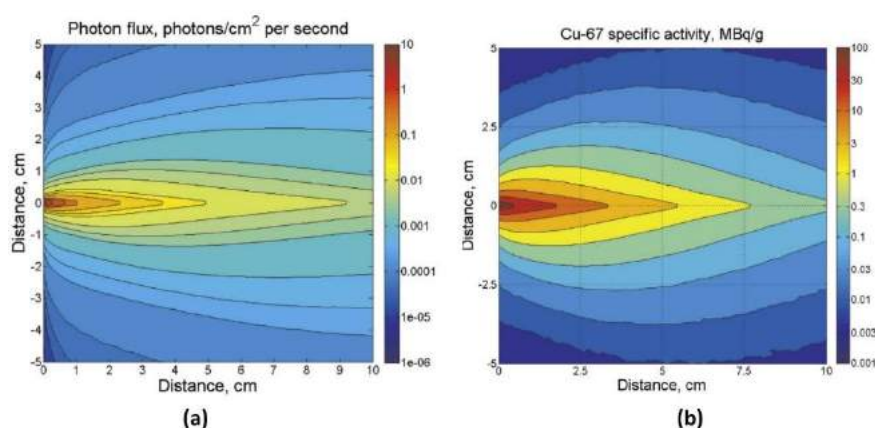 Photon flux, photons/cm² per second
5
4
3
2
1
0
-1
-2
-3
-4
-5
0 1 2 3 4 5 6 7 8 9 10
Distance, cm
Distance, cm
10
1
0.1
0.01
0.001
0.0001
1e-05
1e-06
(a)
Cu-67 specific activity, MBq/g
5
2.5
0
-2.5
-5
2.5 5 7.5 10
Distance, cm
Distance, cm
100
30
10
3
1
0.3
0.1
0.03
0.01
0.003
0.001
(b)